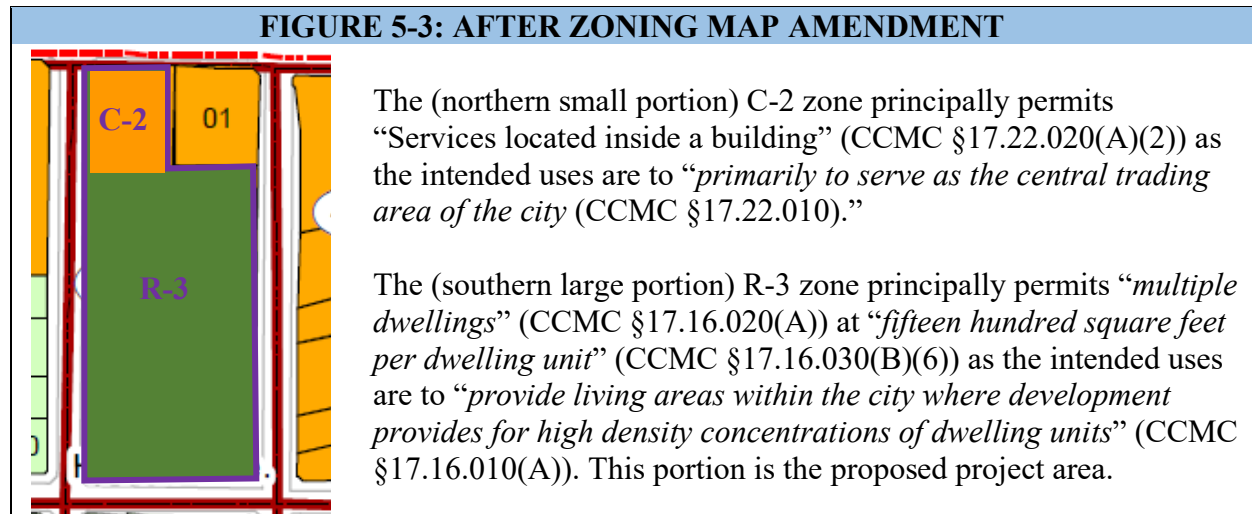 FIGURE 5-3: AFTER ZONING MAP AMENDMENT
C-2
01
R-3
The (northern small portion) C-2 zone principally permits
“Services located inside a building” (CCMC §17.22.020(A)(2)) as
the intended uses are to “primarily to serve as the central trading
area of the city (CCMC §17.22.010).”
The (southern large portion) R-3 zone principally permits “multiple
dwellings” (CCMC §17.16.020(A)) at “fifteen hundred square feet
per dwelling unit” (CCMC §17.16.030(B)(6)) as the intended uses
are to “provide living areas within the city where development
provides for high density concentrations of dwelling units” (CCMC
§17.16.010(A)). This portion is the proposed project area.